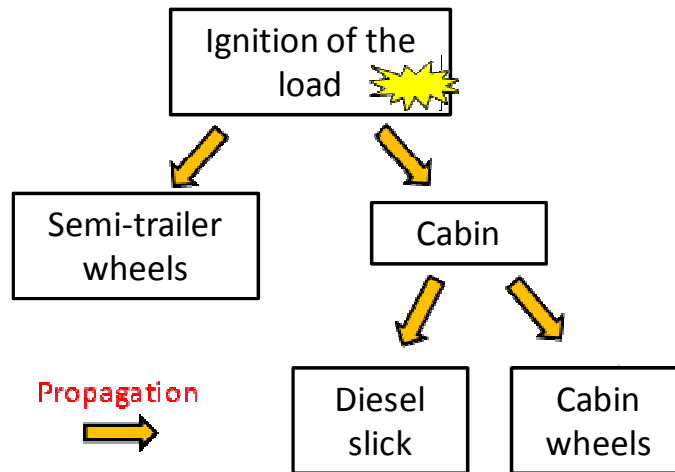 Ignition of the
load
Semi-trailer
wheels
Cabin
Propagation
Diesel
slick
Cabin
wheels